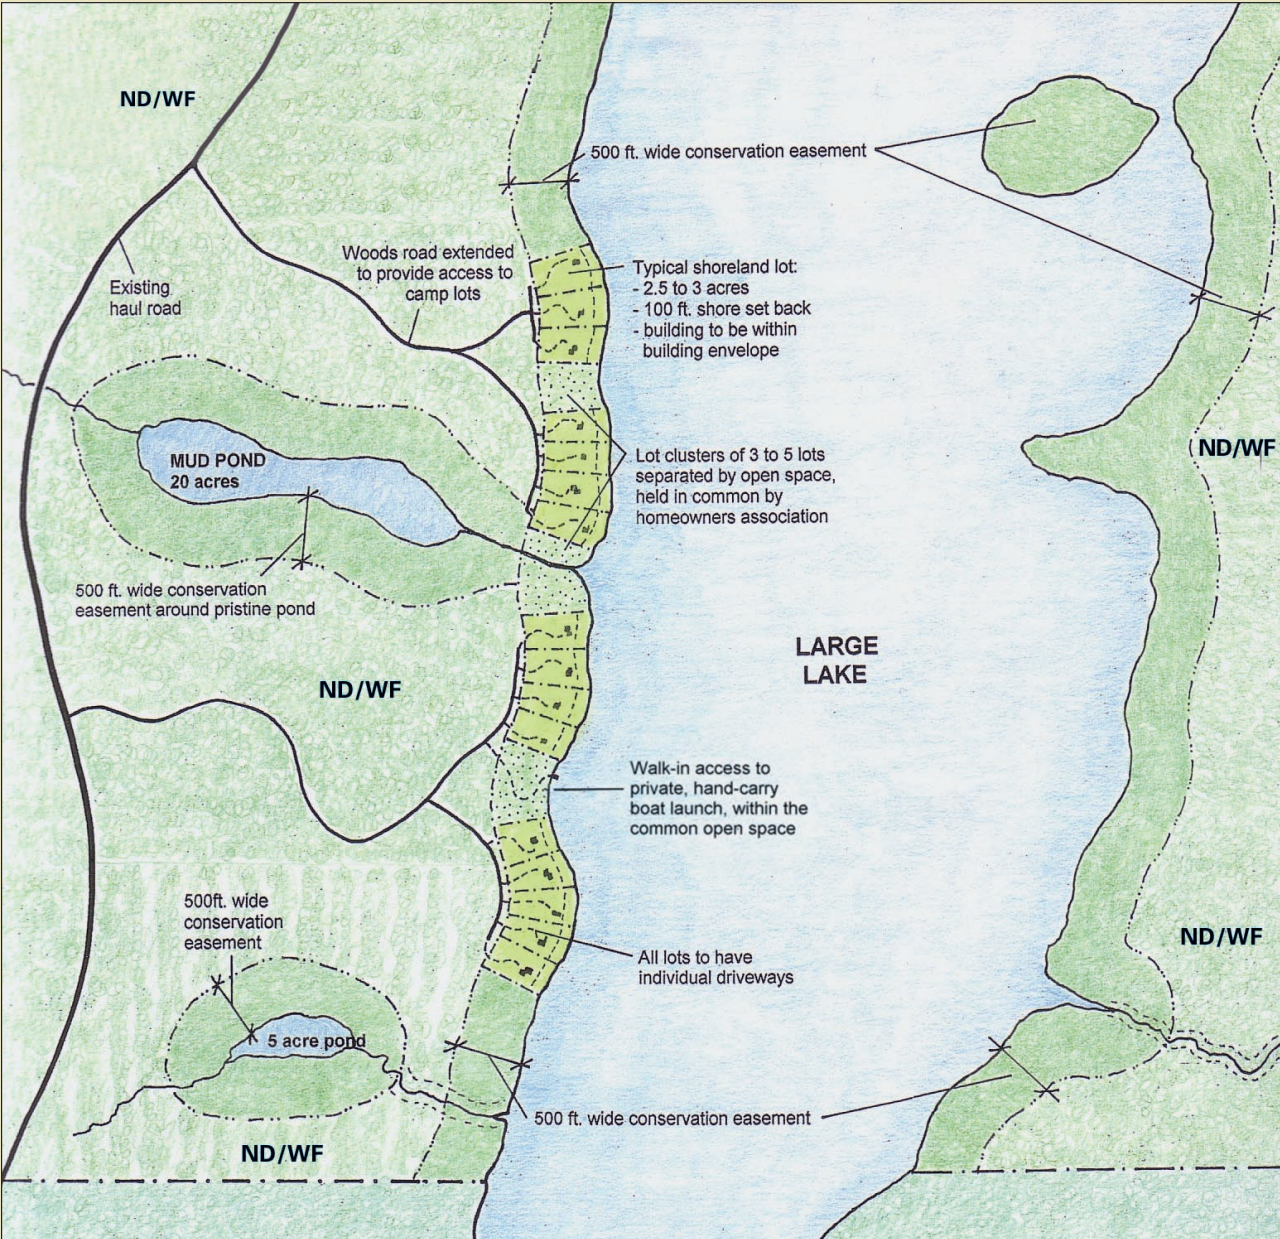 ND/WF
500 ft. wide conservation easement
Woods road extended
to provide access to
camp lots
Typical shoreland lot:
- 2.5 to 3 acres
- 100 ft. shore set back
- building to be within
building envelope
Existing
haul road
MUD POND
20 acres
Lot clusters of 3 to 5 lots
separated by open space,
held in common by
homeowners association
ND/WF
500 ft. wide conservation
easement around pristine pond
LARGE
LAKE
ND/WF
Walk-in access to
private, hand-carry
boat launch, within the
common open space
500ft. wide
conservation
easement
All lots to have
individual driveways
ND/WF
5 acre pond
500 ft. wide conservation easement
ND/WF